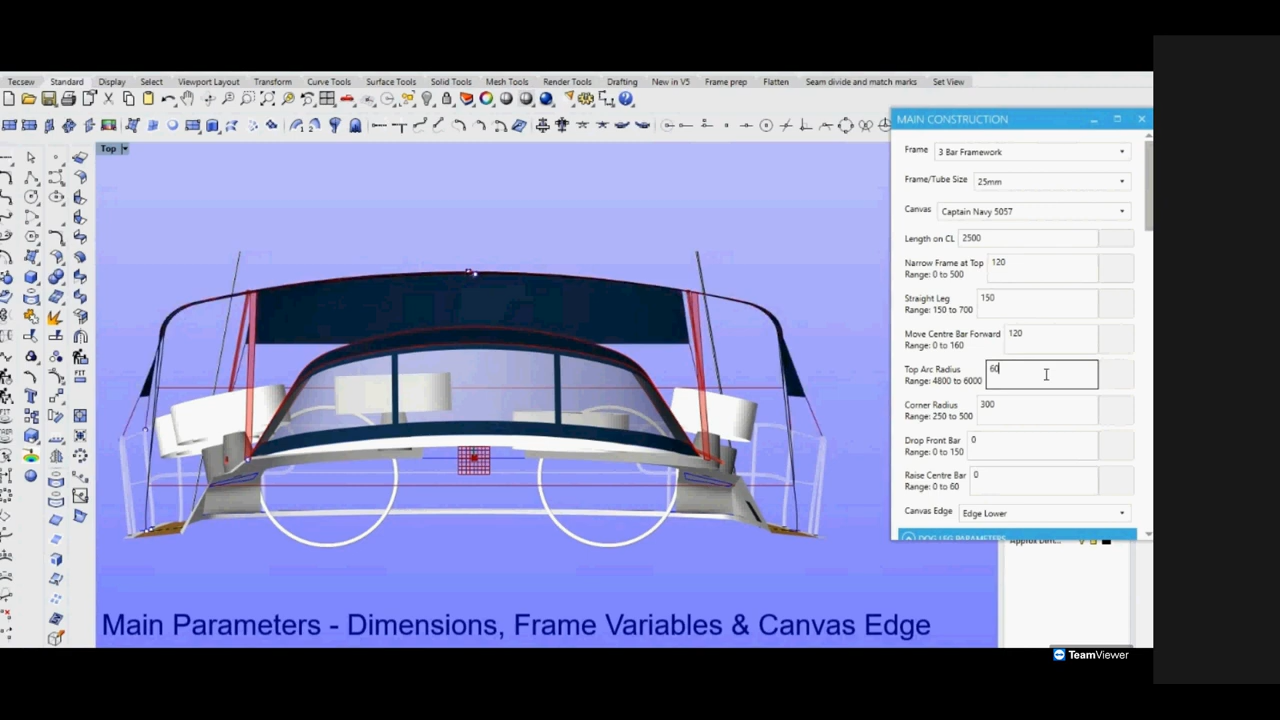 Tecsew Standard Display Select Viewport Layout Transform Curve Tools Surface Tools Solid Tools Mesh Tools Render Tools Drafting New in V5 Frame prep Flatten Seam divide and match marks Set View
MAIN CONSTRUCTION
Top
Frame 3 Bar Framework
Frame/Tube Size 25mm
Canvas Captain Navy 5057
Length on CL 2500
Narrow Frame at Top 120
Range: 0 to 500
Straight Leg 150
Range: 150 to 700
Move Centre Bar Forward 120
Range: 0 to 160
Top Arc Radius 60
Range: 4800 to 6000
Corner Radius 300
Range: 250 to 500
Drop Front Bar 0
Range: 0 to 150
Raise Centre Bar 0
Range: 0 to 60
Canvas Edge Edge Lower
DOG LEG PARAMETERS
FIT
Main Parameters - Dimensions, Frame Variables & Canvas Edge
TeamViewer